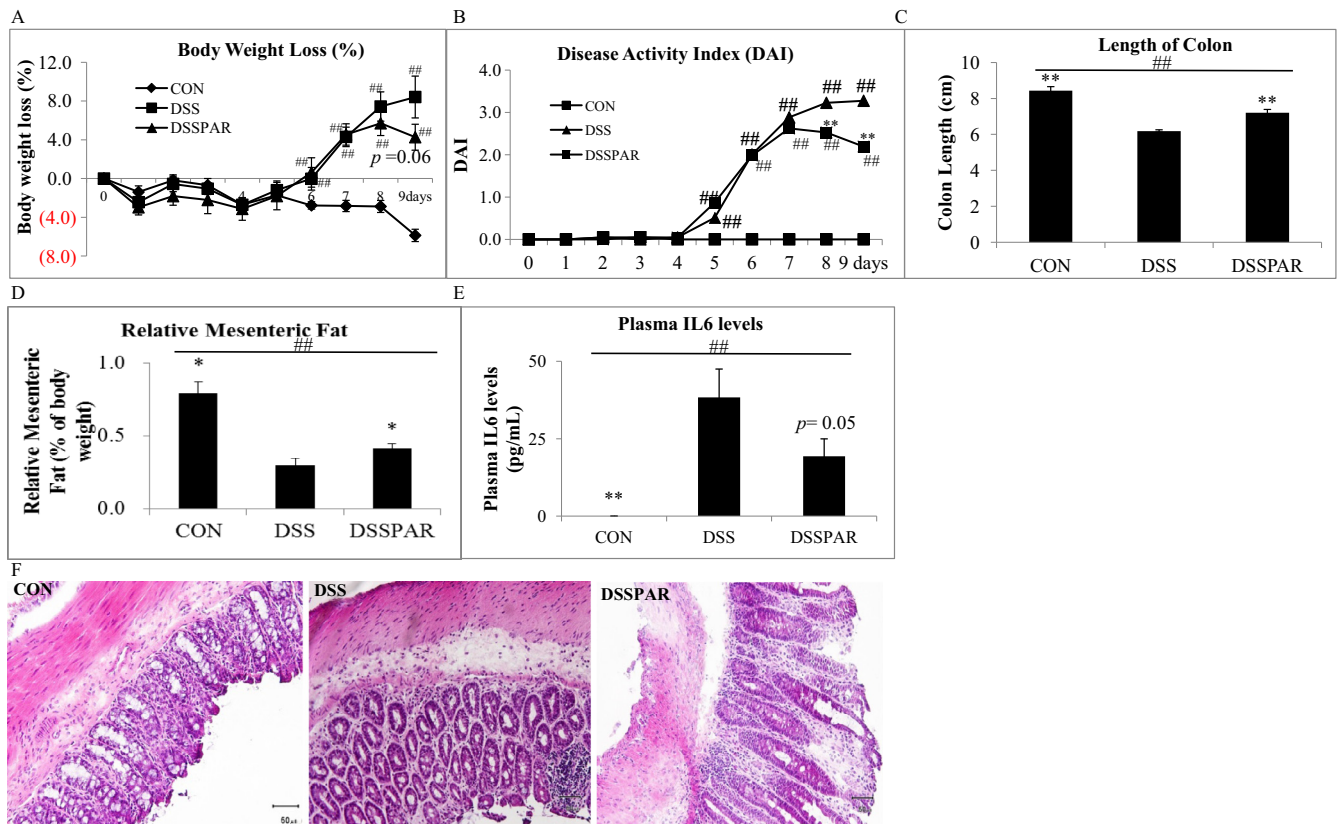 A
Body Weight Loss (%)
Body weight loss (%)
12.0
8.0
4.0
0.0
(4.0)
(8.0)
CON
DSS
DSSPAR
##
##
##
##
##
##
##
##
p =0.06
0 4 6 7 8 9days
B
Disease Activity Index (DAI)
DAI
4.0
3.0
2.0
1.0
0.0
CON
DSS
DSSPAR
##
##
##
##
##
##
##
##
**
##
**
##
0 1 2 3 4 5 6 7 8 9 days
C
Length of Colon
##
Colon Length (cm)
10
8
6
4
2
0
**
**
CON DSS DSSPAR
D
Relative Mesenteric Fat
##
Relative Mesenteric
Fat (% of body
weight)
1.0
0.5
0.0
*
*
CON DSS DSSPAR
E
Plasma IL6 levels
##
Plasma IL6 levels
(pg/mL)
50
25
0
**
p= 0.05
CON DSS DSSPAR
F
CON
DSS
DSSPAR